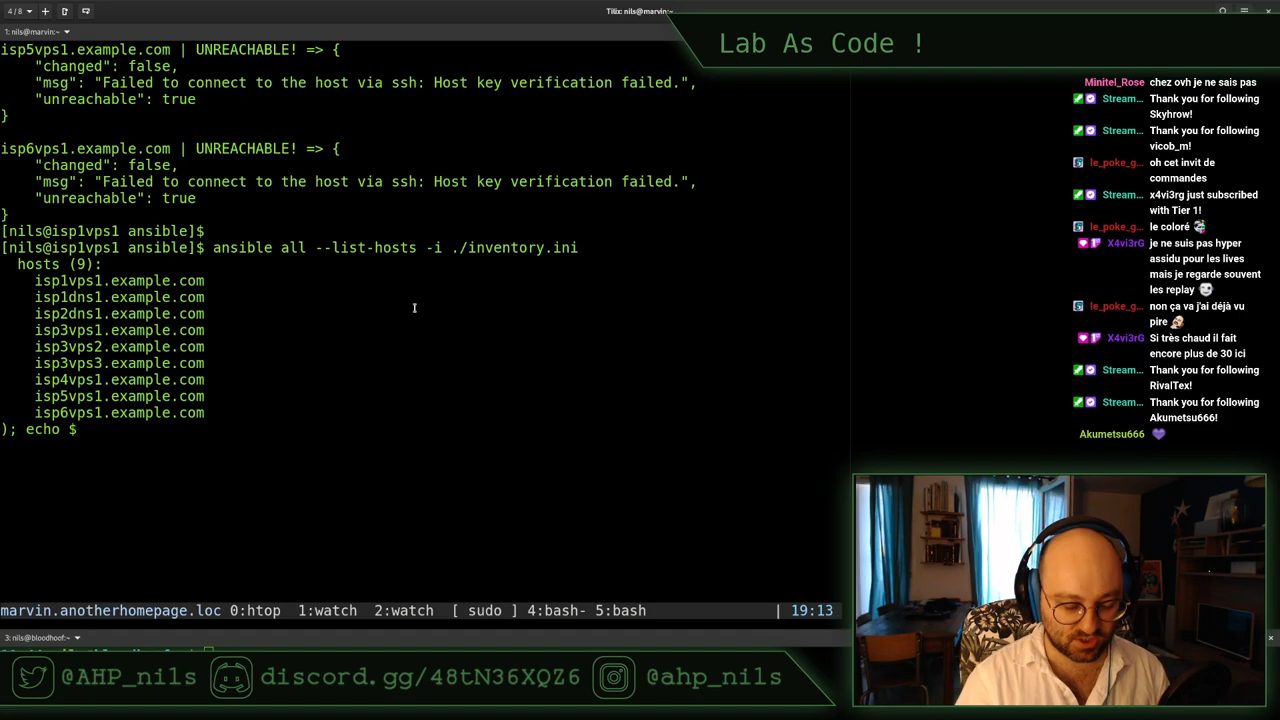 4 / 8
Tilix: nils@marvin:~
1: nils@marvin:~
isp5vps1.example.com | UNREACHABLE! => {
    "changed": false,
    "msg": "Failed to connect to the host via ssh: Host key verification failed.",
    "unreachable": true
}
isp6vps1.example.com | UNREACHABLE! => {
    "changed": false,
    "msg": "Failed to connect to the host via ssh: Host key verification failed.",
    "unreachable": true
}
[nils@isp1vps1 ansible]$
[nils@isp1vps1 ansible]$ ansible all --list-hosts -i ./inventory.ini
  hosts (9):
    isp1vps1.example.com
    isp1dns1.example.com
    isp2dns1.example.com
    isp3vps1.example.com
    isp3vps2.example.com
    isp3vps3.example.com
    isp4vps1.example.com
    isp5vps1.example.com
    isp6vps1.example.com
); echo $
marvin.anotherhomepage.loc 0:htop  1:watch  2:watch  [ sudo ] 4:bash- 5:bash | 19:13
3: nils@bloodhoof:~
Lab As Code !
Minitel_Rose chez ovh je ne sais pas
Stream... Thank you for following
Skyhrow!
Stream... Thank you for following
vicob_m!
le_poke_g... oh cet invit de
commandes
Stream... x4vi3rg just subscribed
with Tier 1!
le_poke_g... le coloré
X4vi3rG je ne suis pas hyper
assidu pour les lives
mais je regarde souvent
les replay
le_poke_g... non ça va j'ai déjà vu
pire
X4vi3rG Si très chaud il fait
encore plus de 30 ici
Stream... Thank you for following
RivalTex!
Stream... Thank you for following
Akumetsu666!
Akumetsu666
@AHP_nils
discord.gg/48tN36XQZ6
@ahp_nils